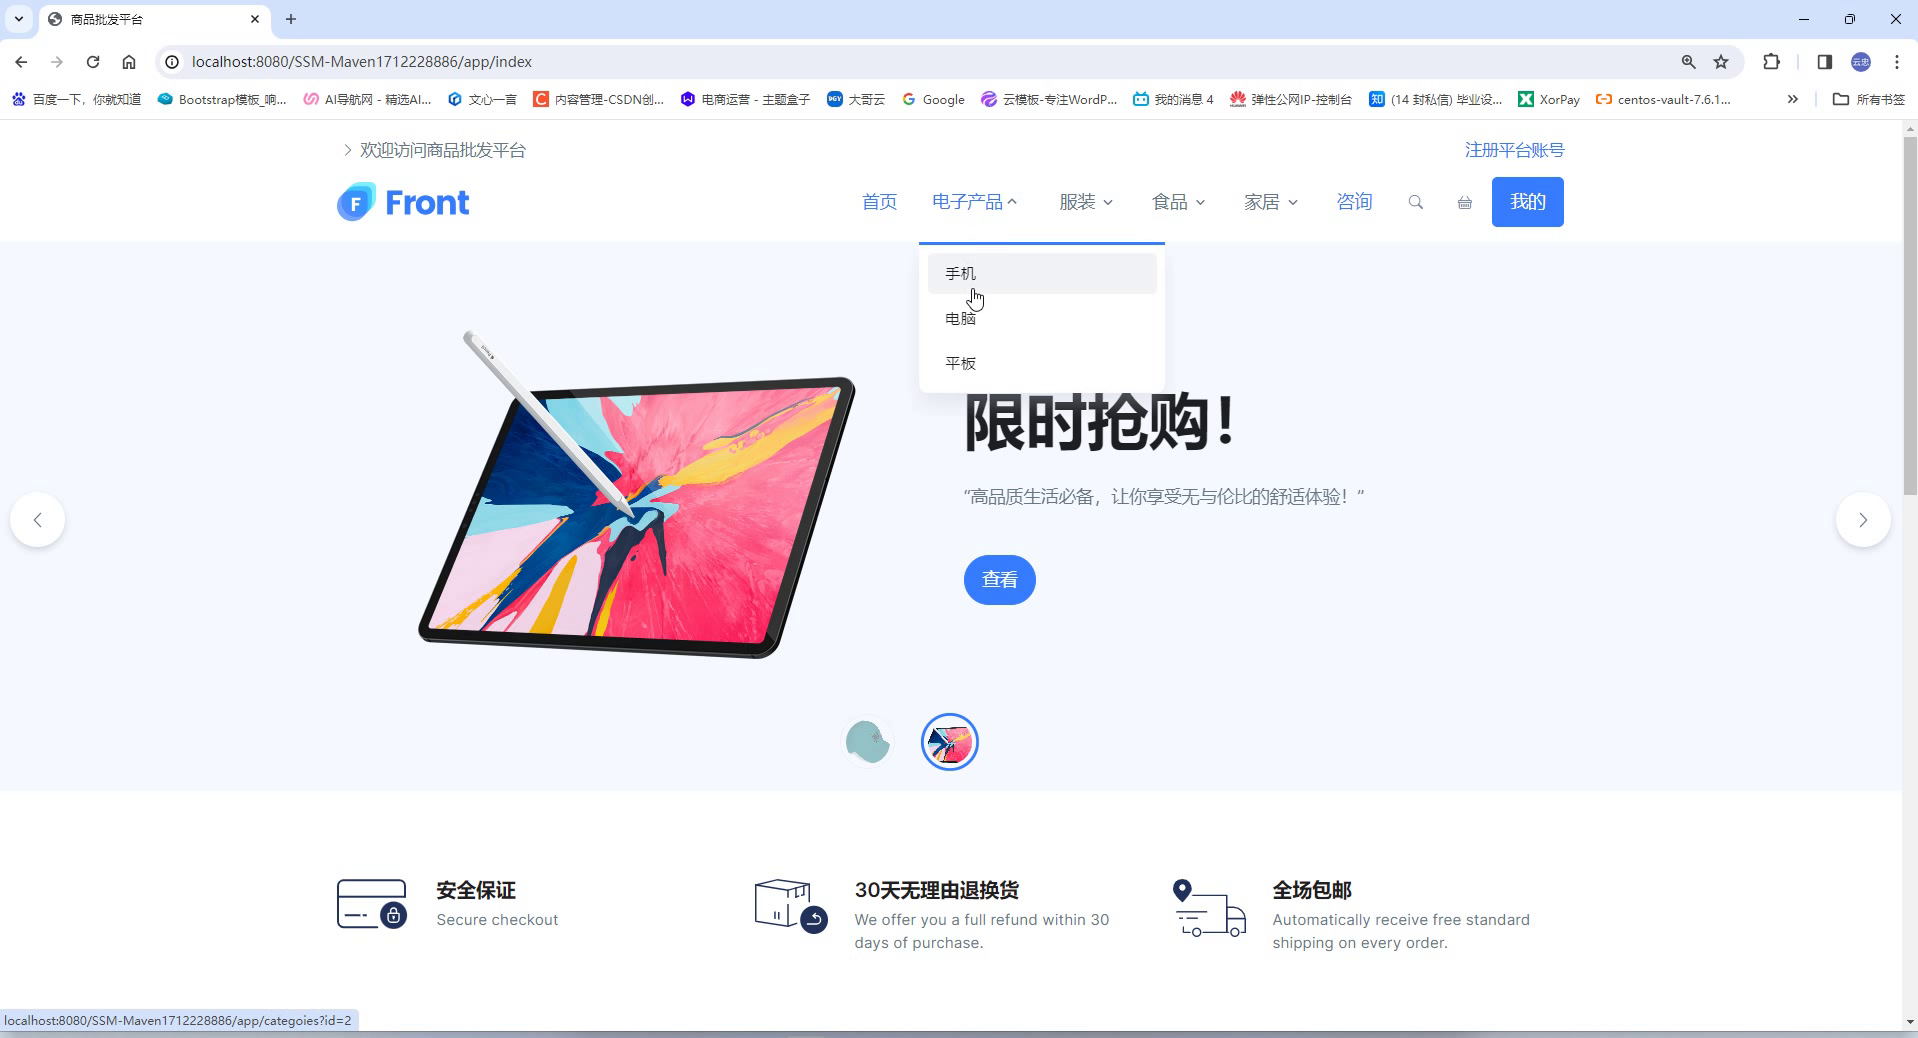 商品批发平台
localhost:8080/SSM-Maven1712228886/app/index
云忠
百度一下，你就知道
Bootstrap模板_响...
AI导航网 - 精选AI...
文心一言
内容管理-CSDN创...
电商运营 - 主题盒子
大哥云
Google
云模板-专注WordP...
我的消息 4
弹性公网IP-控制台
(14 封私信) 毕业设...
XorPay
centos-vault-7.6.1...
所有书签
欢迎访问商品批发平台
注册平台账号
Front
首页
电子产品
服装
食品
家居
咨询
我的
手机
电脑
平板
限时抢购！
“高品质生活必备，让你享受无与伦比的舒适体验！”
查看
安全保证
Secure checkout
30天无理由退换货
We offer you a full refund within 30
days of purchase.
全场包邮
Automatically receive free standard
shipping on every order.
localhost:8080/SSM-Maven1712228886/app/categoies?id=2